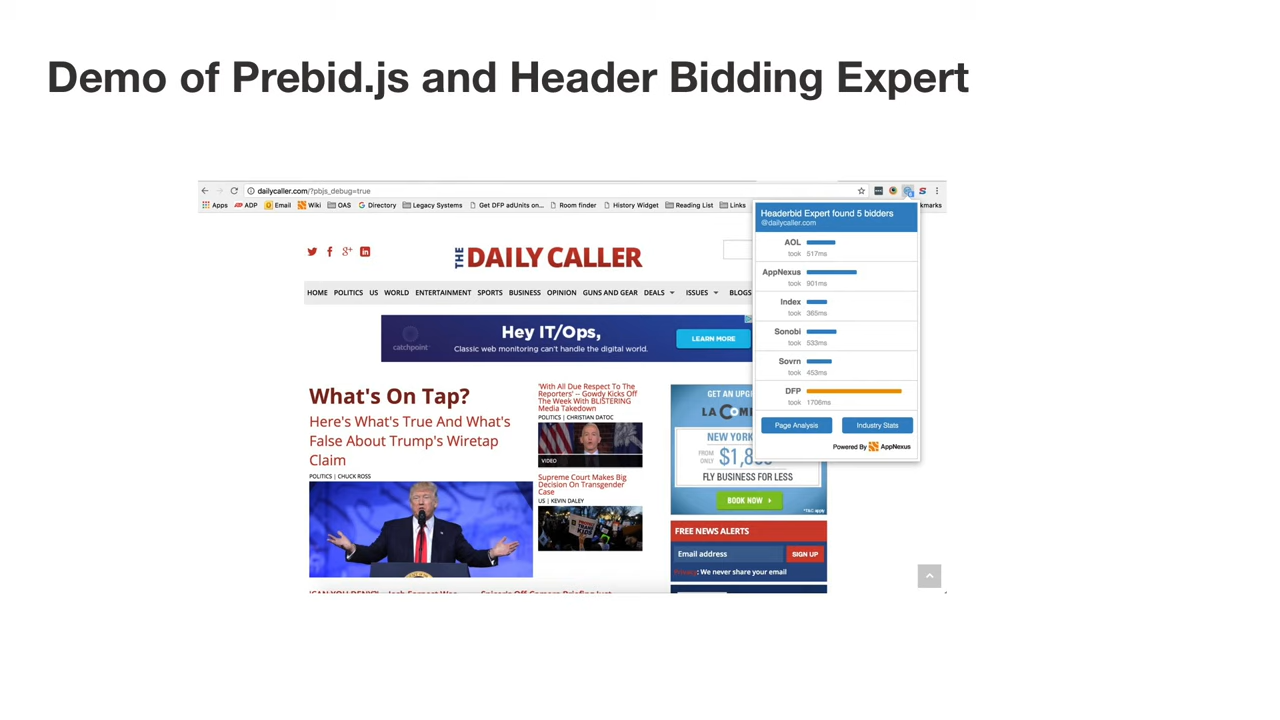 Demo of Prebid.js and Header Bidding Expert
dailycaller.com/?pbjs_debug=true
Apps ADP Email Wiki OAS Directory Legacy Systems Get DFP adUnits on... Room finder History Widget Reading List Links
kmarks
Headerbid Expert found 5 bidders
@dailycaller.com
AOL
took 517ms
AppNexus
took 901ms
Index
took 365ms
Sonobi
took 533ms
Sovrn
took 453ms
DFP
took 1706ms
Page Analysis Industry Stats
Powered By AppNexus
THE DAILY CALLER
HOME POLITICS US WORLD ENTERTAINMENT SPORTS BUSINESS OPINION GUNS AND GEAR DEALS ISSUES BLOGS
catchpoint
Hey IT/Ops,
Classic web monitoring can't handle the digital world.
LEARN MORE
What's On Tap?
Here's What's True And What's
False About Trump's Wiretap
Claim
POLITICS | CHUCK ROSS
'With All Due Respect To The
Reporters' -- Gowdy Kicks Off
The Week With BLISTERING
Media Takedown
POLITICS | CHRISTIAN DATOC
VIDEO
Supreme Court Makes Big
Decision On Transgender
Case
US | KEVIN DALEY
GET AN UPG
LA COM
NEW YORK
FROM
ONLY
$1,8
FLY BUSINESS FOR LESS
BOOK NOW
*T&C apply
FREE NEWS ALERTS
Email address SIGN UP
Privacy: We never share your email